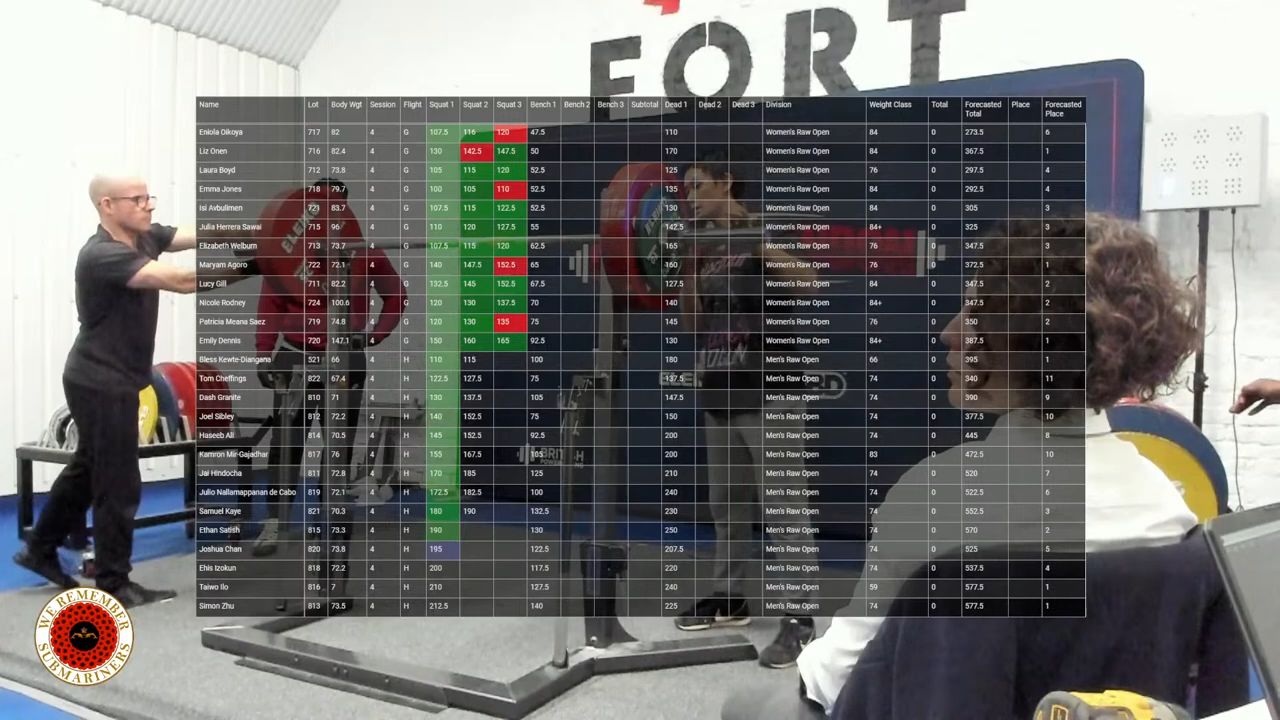 FORT
Name Lot Body Wgt Session Flight Squat 1 Squat 2 Squat 3 Bench 1 Bench 2 Bench 3 Subtotal Dead 1 Dead 2 Dead 3 Division Weight Class Total Forecasted Total Place Forecasted Place
Eniola Oikoya 717 82 4 G 107.5 116 120 47.5 110 Women's Raw Open 84 0 273.5 6
Liz Onen 716 82.4 4 G 130 142.5 147.5 50 170 Women's Raw Open 84 0 367.5 1
Laura Boyd 712 73.8 4 G 105 115 120 52.5 125 Women's Raw Open 76 0 297.5 4
Emma Jones 718 79.7 4 G 100 105 110 52.5 135 Women's Raw Open 84 0 292.5 4
Isi Avbulimen 721 83.7 4 G 107.5 115 122.5 52.5 130 Women's Raw Open 84 0 305 3
Julia Herrera Sawai 715 96 4 G 110 120 127.5 55 142.5 Women's Raw Open 84+ 0 325 3
Elizabeth Welburn 713 73.7 4 G 107.5 115 120 62.5 165 Women's Raw Open 76 0 347.5 3
Maryam Agoro 722 72.1 4 G 140 147.5 152.5 65 160 Women's Raw Open 76 0 372.5 1
Lucy Gill 711 82.2 4 G 132.5 145 152.5 67.5 127.5 Women's Raw Open 84 0 347.5 2
Nicole Rodney 724 100.6 4 G 120 130 137.5 70 140 Women's Raw Open 84+ 0 347.5 2
Patricia Meana Saez 719 74.8 4 G 120 130 135 75 145 Women's Raw Open 76 0 350 2
Emily Dennis 720 147.1 4 G 150 160 165 92.5 130 Women's Raw Open 84+ 0 387.5 1
Bless Kewte-Diangana 521 66 4 H 110 115 100 180 Men's Raw Open 66 0 395 1
Tom Cheffings 822 67.4 4 H 122.5 127.5 75 137.5 Men's Raw Open 74 0 340 11
Dash Granite 810 71 4 H 130 137.5 105 147.5 Men's Raw Open 74 0 390 9
Joel Sibley 812 72.2 4 H 140 152.5 75 150 Men's Raw Open 74 0 377.5 10
Haseeb Ali 814 70.5 4 H 145 152.5 92.5 200 Men's Raw Open 74 0 445 8
Kamron Mir-Gajadhar 817 76 4 H 155 167.5 105 200 Men's Raw Open 83 0 472.5 10
Jai Hindocha 811 72.8 4 H 170 185 125 210 Men's Raw Open 74 0 520 7
Julio Nallamappanan de Cabo 819 72.1 4 H 172.5 182.5 100 240 Men's Raw Open 74 0 522.5 6
Samuel Kaye 821 70.3 4 H 180 190 132.5 230 Men's Raw Open 74 0 552.5 3
Ethan Satish 815 73.3 4 H 190 130 250 Men's Raw Open 74 0 570 2
Joshua Chan 820 73.8 4 H 195 122.5 207.5 Men's Raw Open 74 0 525 5
Ehis Izokun 818 72.2 4 H 200 117.5 220 Men's Raw Open 74 0 537.5 4
Taiwo Ilo 816 7 4 H 210 127.5 240 Men's Raw Open 59 0 577.5 1
Simon Zhu 813 73.5 4 H 212.5 140 225 Men's Raw Open 74 0 577.5 1
WE REMEMBER SUBMARINERS